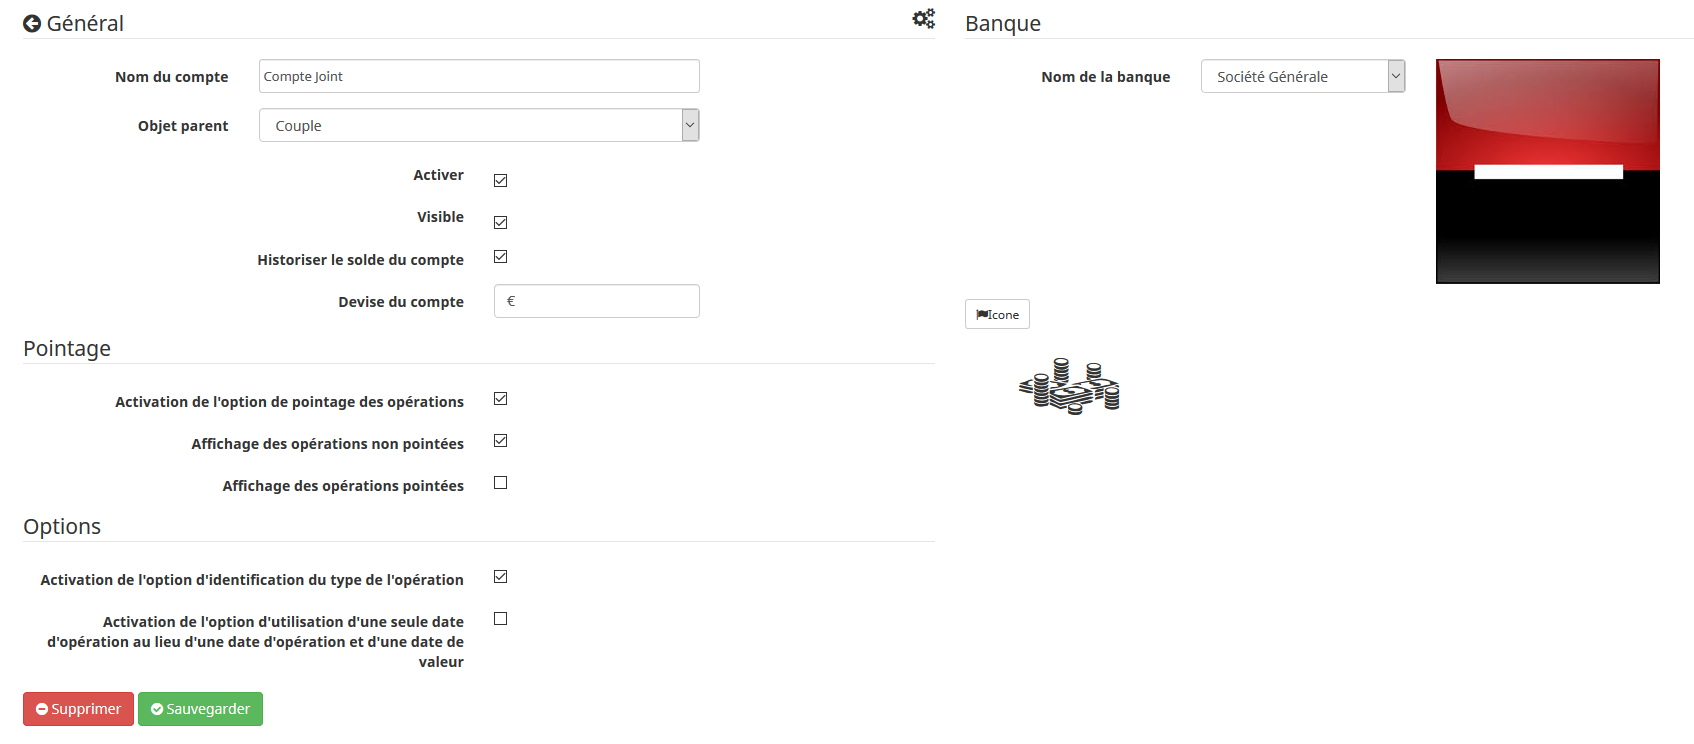 Général
Nom du compte
Compte Joint
Objet parent
Couple
Activer
Visible
Historiser le solde du compte
Devise du compte
€
Pointage
Activation de l'option de pointage des opérations
Affichage des opérations non pointées
Affichage des opérations pointées
Options
Activation de l'option d'identification du type de l'opération
Activation de l'option d'utilisation d'une seule date
d'opération au lieu d'une date d'opération et d'une date de
valeur
Supprimer
Sauvegarder
Banque
Nom de la banque
Société Générale
Icone